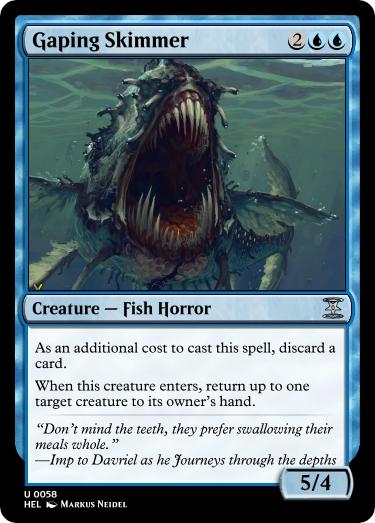 Gaping Skimmer 2
Creature — Fish Horror
As an additional cost to cast this spell, discard a
card.
When this creature enters, return up to one
target creature to its owner's hand.
“Don't mind the teeth, they prefer swallowing their
meals whole.”
—Imp to Davriel as he Journeys through the depths
5/4
U 0058
HEL Markus Neidel